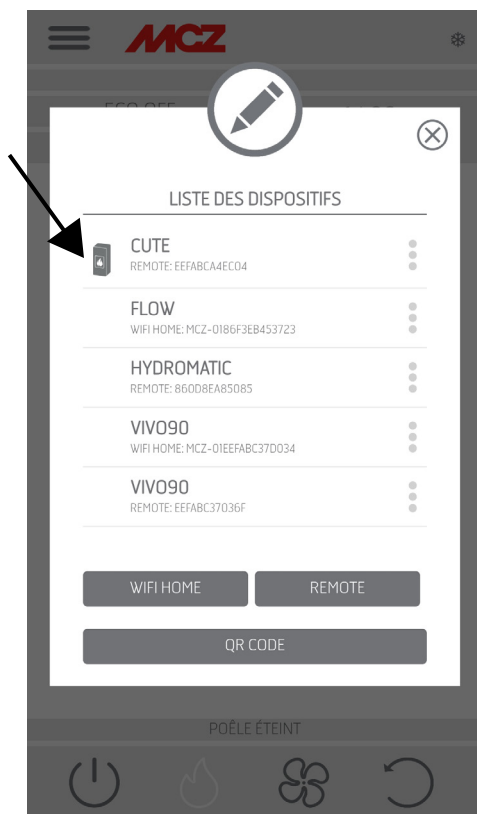 MCZ
LISTE DES DISPOSITIFS
CUTE
REMOTE: EEFABCA4EC04
FLOW
WIFI HOME: MCZ-0186F3EB453723
HYDROMATIC
REMOTE: 860D8EA85085
VIVO90
WIFI HOME: MCZ-01EEFABC37D034
VIVO90
REMOTE: EEFABC37036F
WIFI HOME REMOTE
QR CODE
POÊLE ÉTEINT